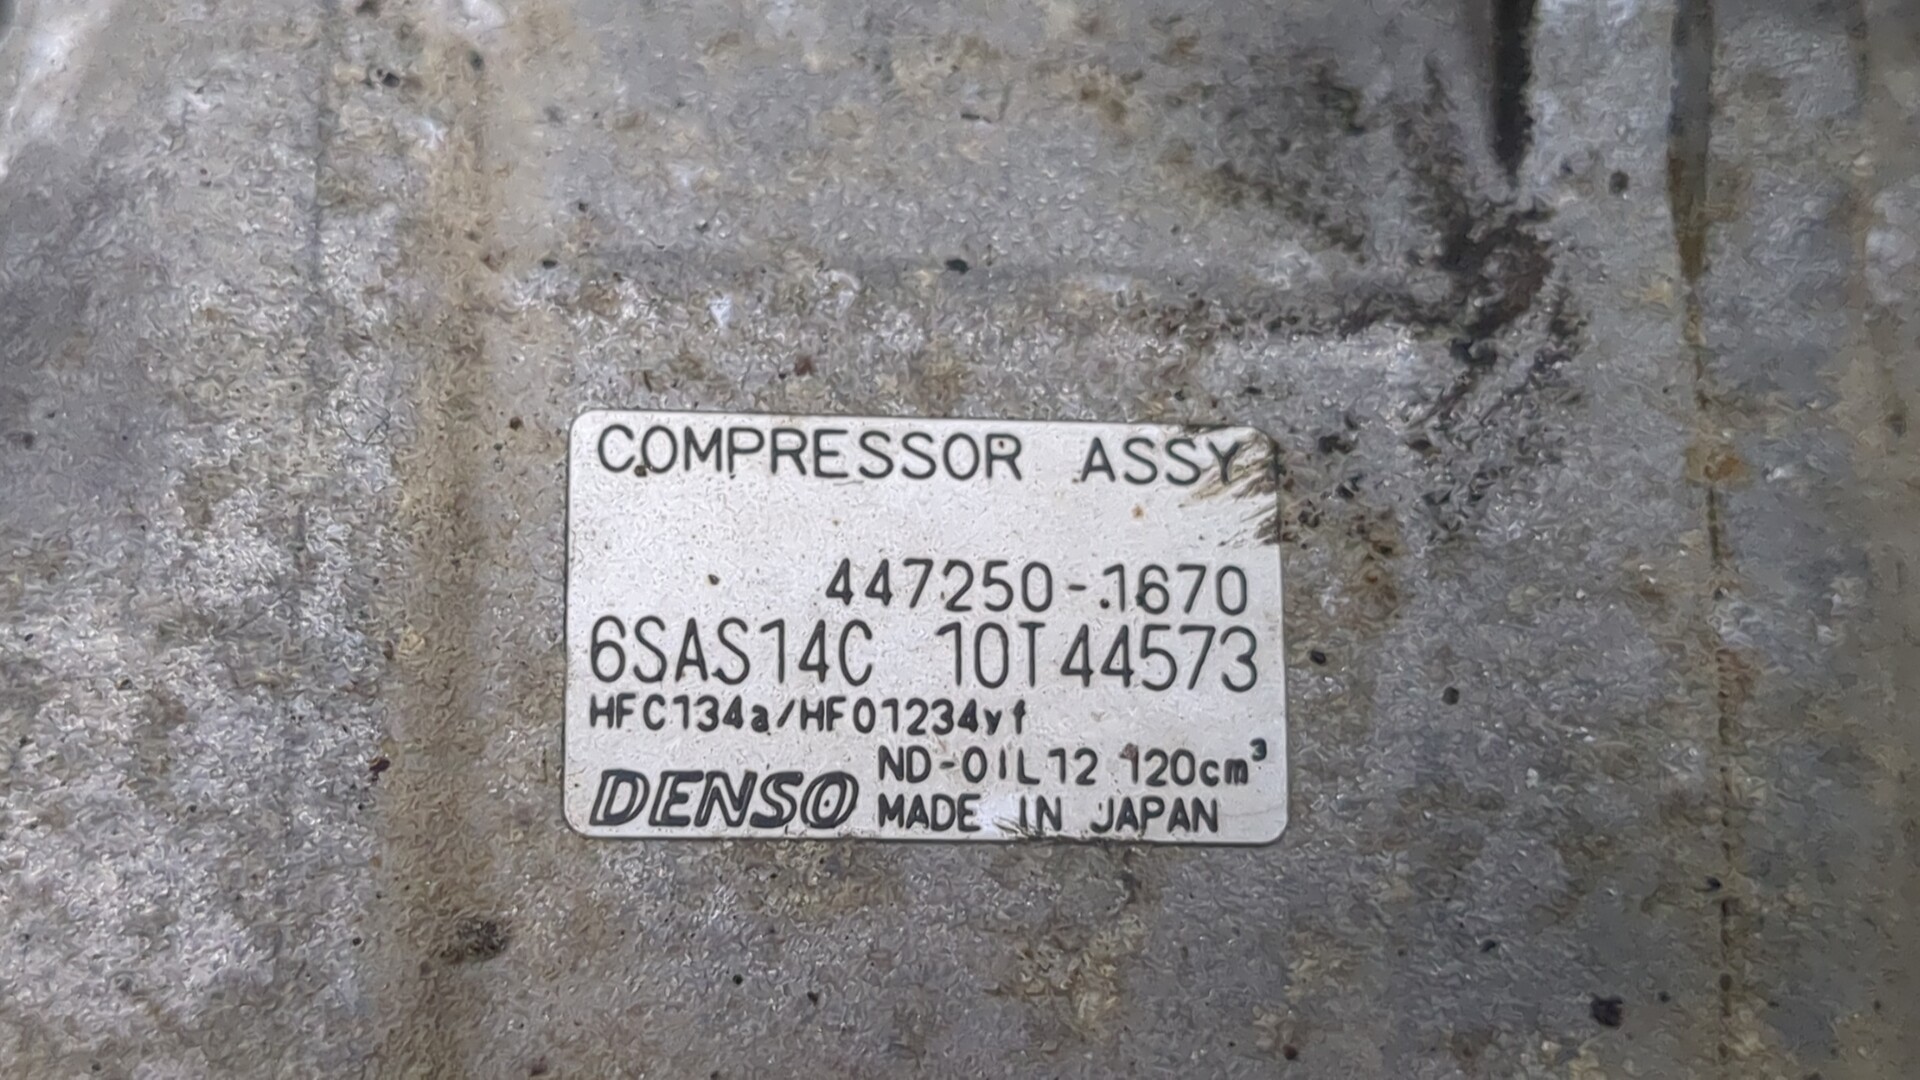 COMPRESSOR ASSY
447250-1670
6SAS14C 10T44573
HFC134a/HFO1234yf
ND-OIL12 120cm³
DENSO MADE IN JAPAN